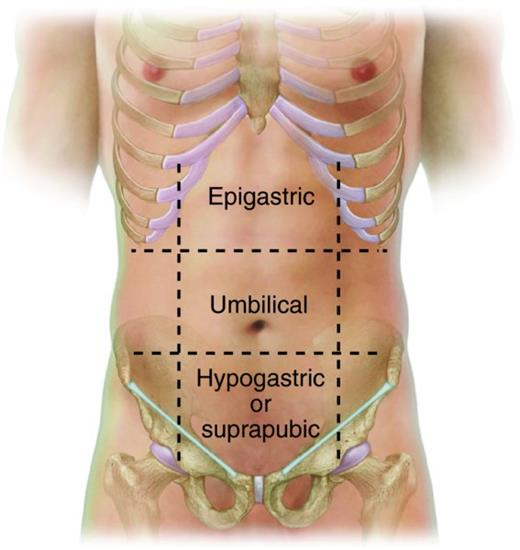 Epigastric
Umbilical
Hypogastric
or
suprapubic